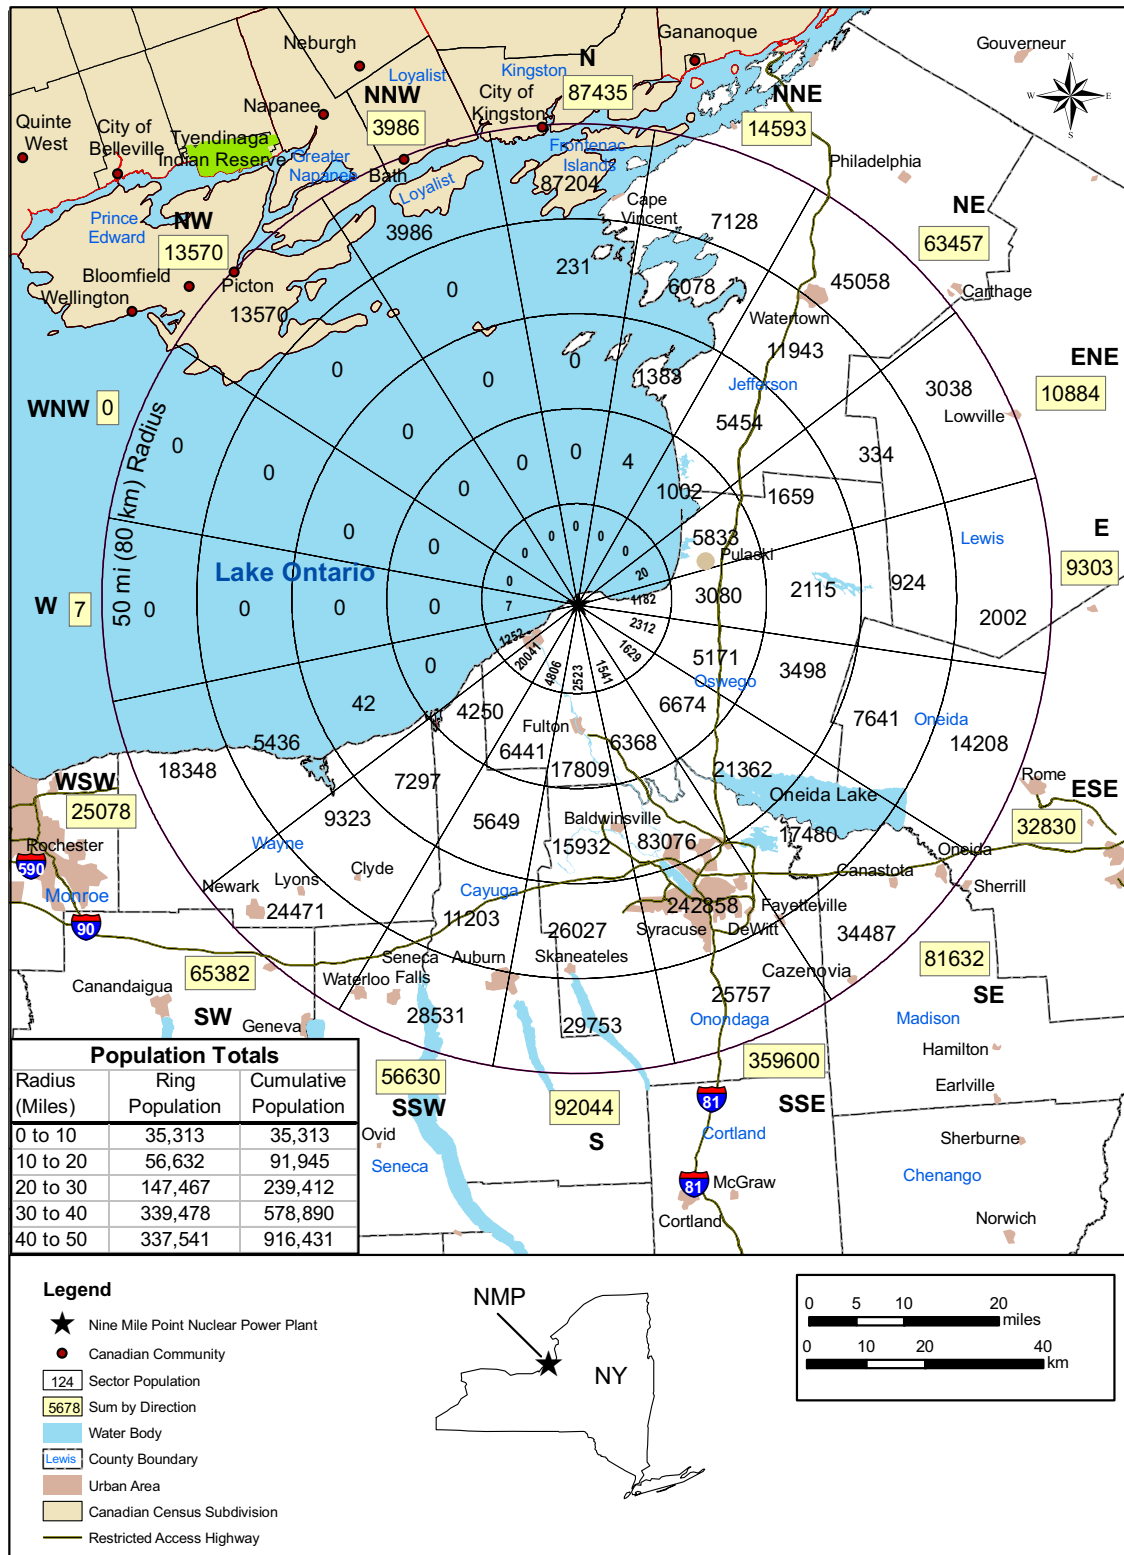 Gananoque
Gouverneur
Neburgh
N
Loyalist
Kingston
N
W
E
S
NNW
City of
Kingston
87435
NNE
Napanee
3986
14593
Quinte
West
City of
Belleville
Tyendinaga
Indian Reserve
Greater
Napanee
Bath
Frontenac
Islands
Philadelphia
87204
Loyalist
Cape
Vincent
NE
Prince
Edward
NW
13570
3986
7128
63457
Bloomfield
Wellington
Picton
231
6078
45058
Carthage
0
13570
Watertown
11943
ENE
0
0
0
1383
Jefferson
3038
10884
WNW
0
Lowville
5454
0
0
334
50 mi (80 km) Radius
0
0
0
4
0
1002
1659
E
0
0
0
0
0
0
5833
Pulaski
Lewis
9303
Lake Ontario
0
20
W
7
0
0
0
0
7
1182
3080
2115
924
2002
1252
20041
4806
2523
1541
1629
2312
0
5171
Oswego
3498
42
4250
Fulton
6674
7641
Oneida
14208
5436
6441
6368
18348
17809
21362
WSW
25078
7297
Oneida Lake
Rome
ESE
9323
5649
Baldwinsville
32830
Rochester
Wayne
15932
83076
17480
Oneida
590
Clyde
Canastota
Newark
Lyons
Cayuga
Sherrill
Monroe
24471
11203
242858
Fayetteville
90
26027
Syracuse
DeWitt
34487
65382
Seneca
Falls
Auburn
Skaneateles
Cazenovia
81632
Canandaigua
Waterloo
SE
SW
Geneva
28531
29753
25757
Onondaga
Madison
Hamilton
56630
SSW
92044
S
359600
SSE
81
Earlville
Ovid
Cortland
Sherburne
Seneca
Chenango
81
McGraw
Cortland
Norwich
Population Totals
Radius (Miles) Ring Population Cumulative Population
0 to 10 35,313 35,313
10 to 20 56,632 91,945
20 to 30 147,467 239,412
30 to 40 339,478 578,890
40 to 50 337,541 916,431
Legend
Nine Mile Point Nuclear Power Plant
Canadian Community
124 Sector Population
5678 Sum by Direction
Water Body
Lewis County Boundary
Urban Area
Canadian Census Subdivision
Restricted Access Highway
NMP
NY
0 5 10 20
miles
0 10 20 40
km